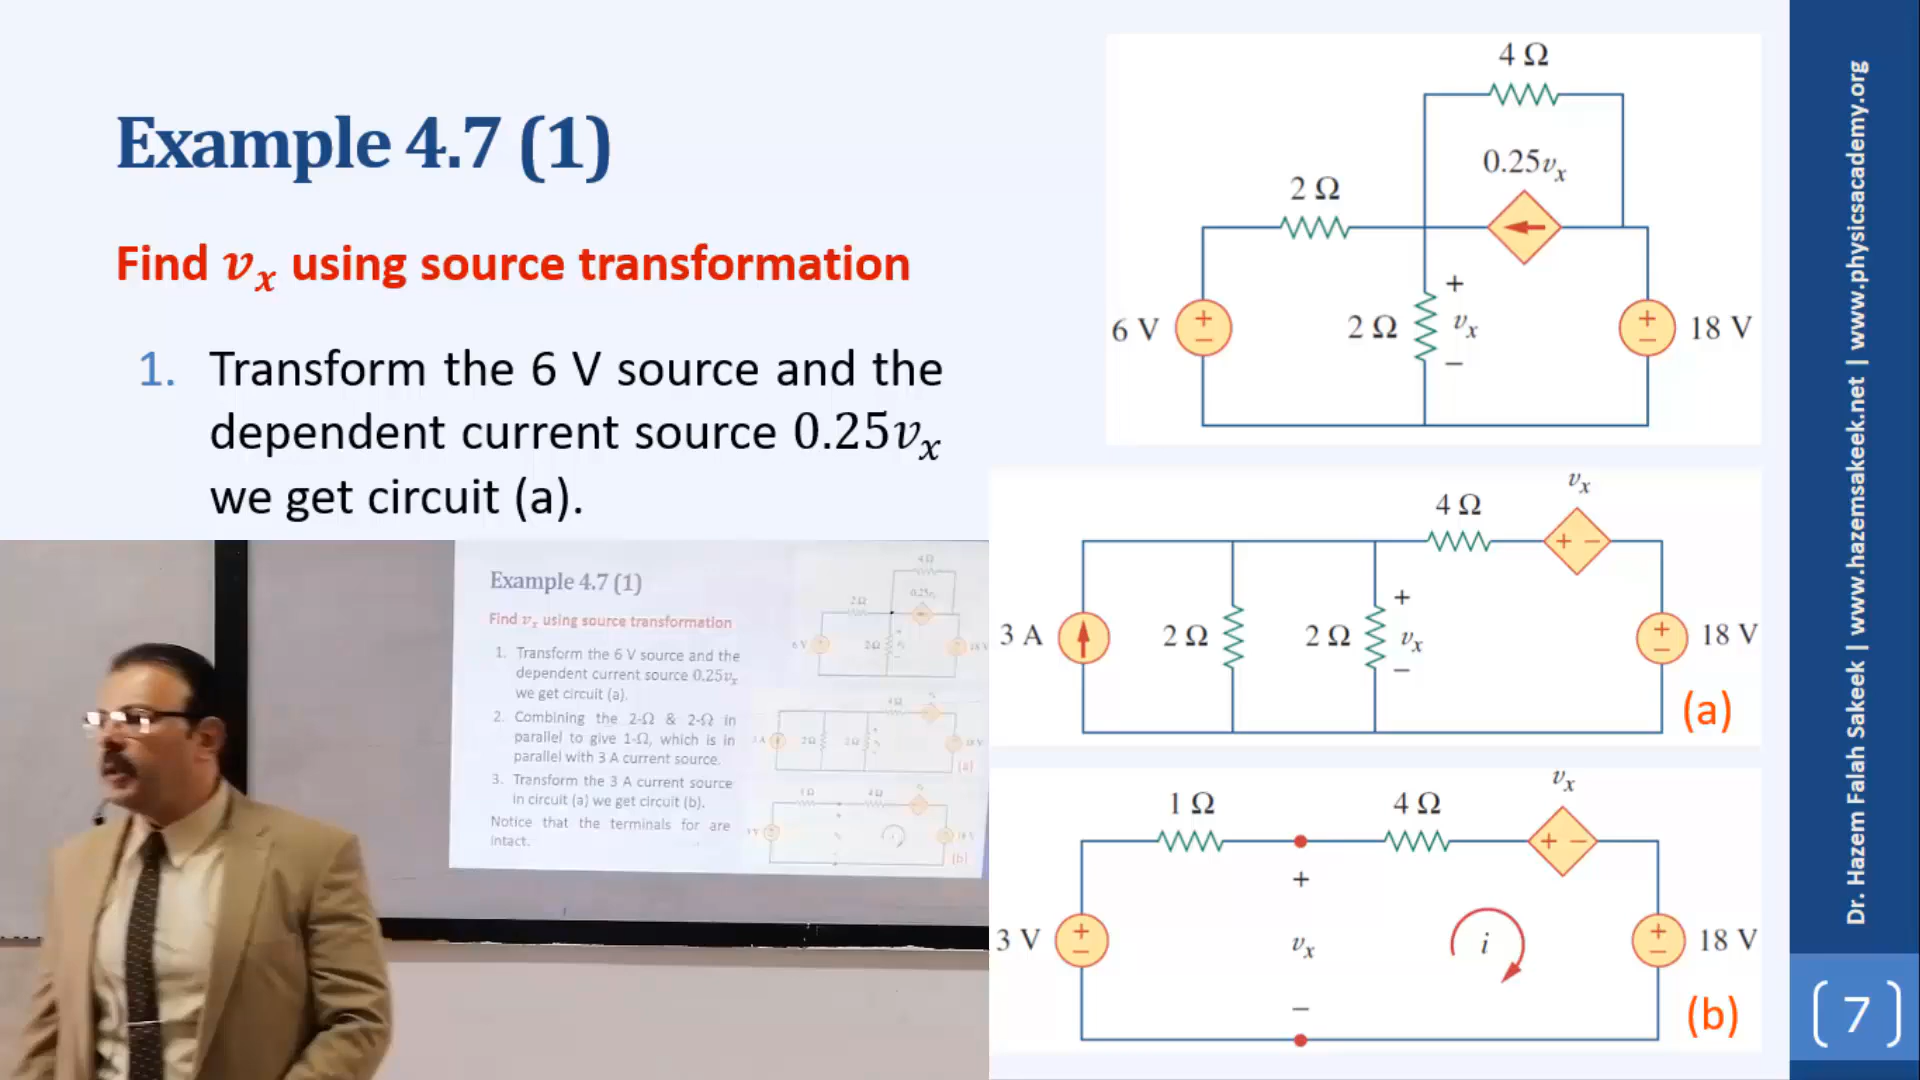 Example 4.7 (1)
Find vₓ using source transformation
1. Transform the 6 V source and the
dependent current source 0.25vₓ
we get circuit (a).
4 Ω
0.25vₓ
2 Ω
6 V
+
−
2 Ω
+
vₓ
−
+
−
18 V
vₓ
4 Ω
+ −
3 A
2 Ω
2 Ω
+
vₓ
−
+
−
18 V
(a)
vₓ
1 Ω
4 Ω
+ −
+
3 V
+
−
vₓ
i
+
−
18 V
−
(b)
Example 4.7 (1)
Find vₓ using source transformation
1. Transform the 6 V source and the
dependent current source 0.25vₓ
we get circuit (a).
2. Combining the 2-Ω & 2-Ω in
parallel to give 1-Ω, which is in
parallel with 3 A current source.
3. Transform the 3 A current source
in circuit (a) we get circuit (b).
Notice that the terminals for are
intact.
4Ω
2Ω
6 V
2Ω
(a)
(b)
Dr. Hazem Falah Sakeek | www.hazemsakeek.net | www.physicsacademy.org
7